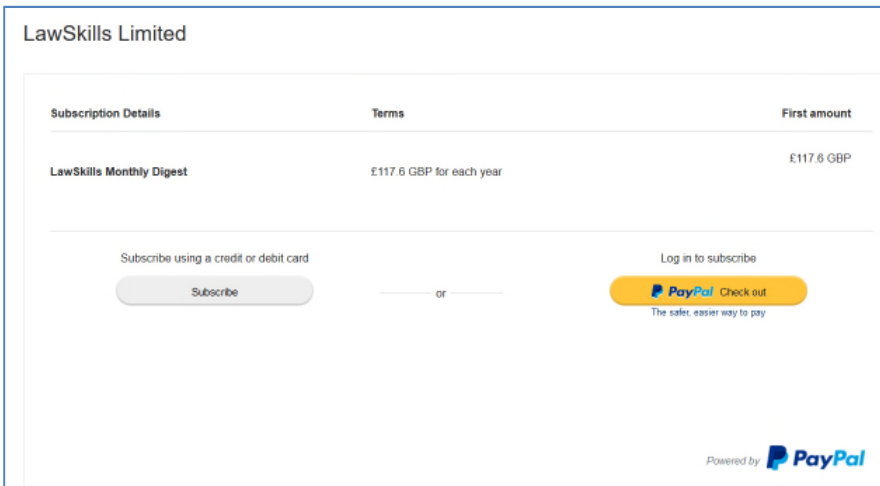 LawSkills Limited
Subscription Details Terms First amount
LawSkills Monthly Digest £117.6 GBP for each year £117.6 GBP
Subscribe using a credit or debit card Log in to subscribe
Subscribe or PayPal Check out
The safer, easier way to pay
Powered by PayPal